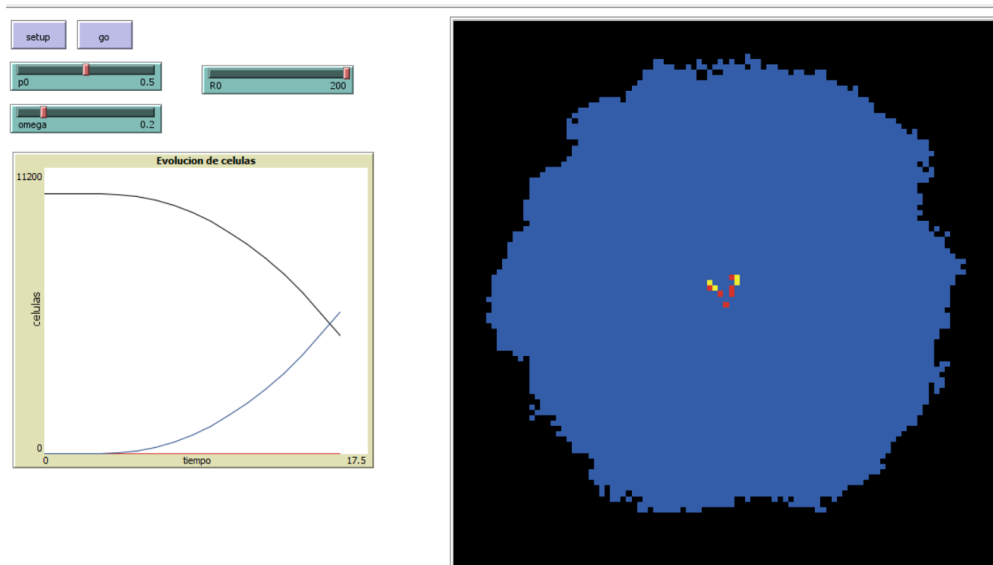 setup
go
p0 0.5
R0 200
omega 0.2
Evolucion de celulas
11200
celulas
0
0 tiempo 17.5